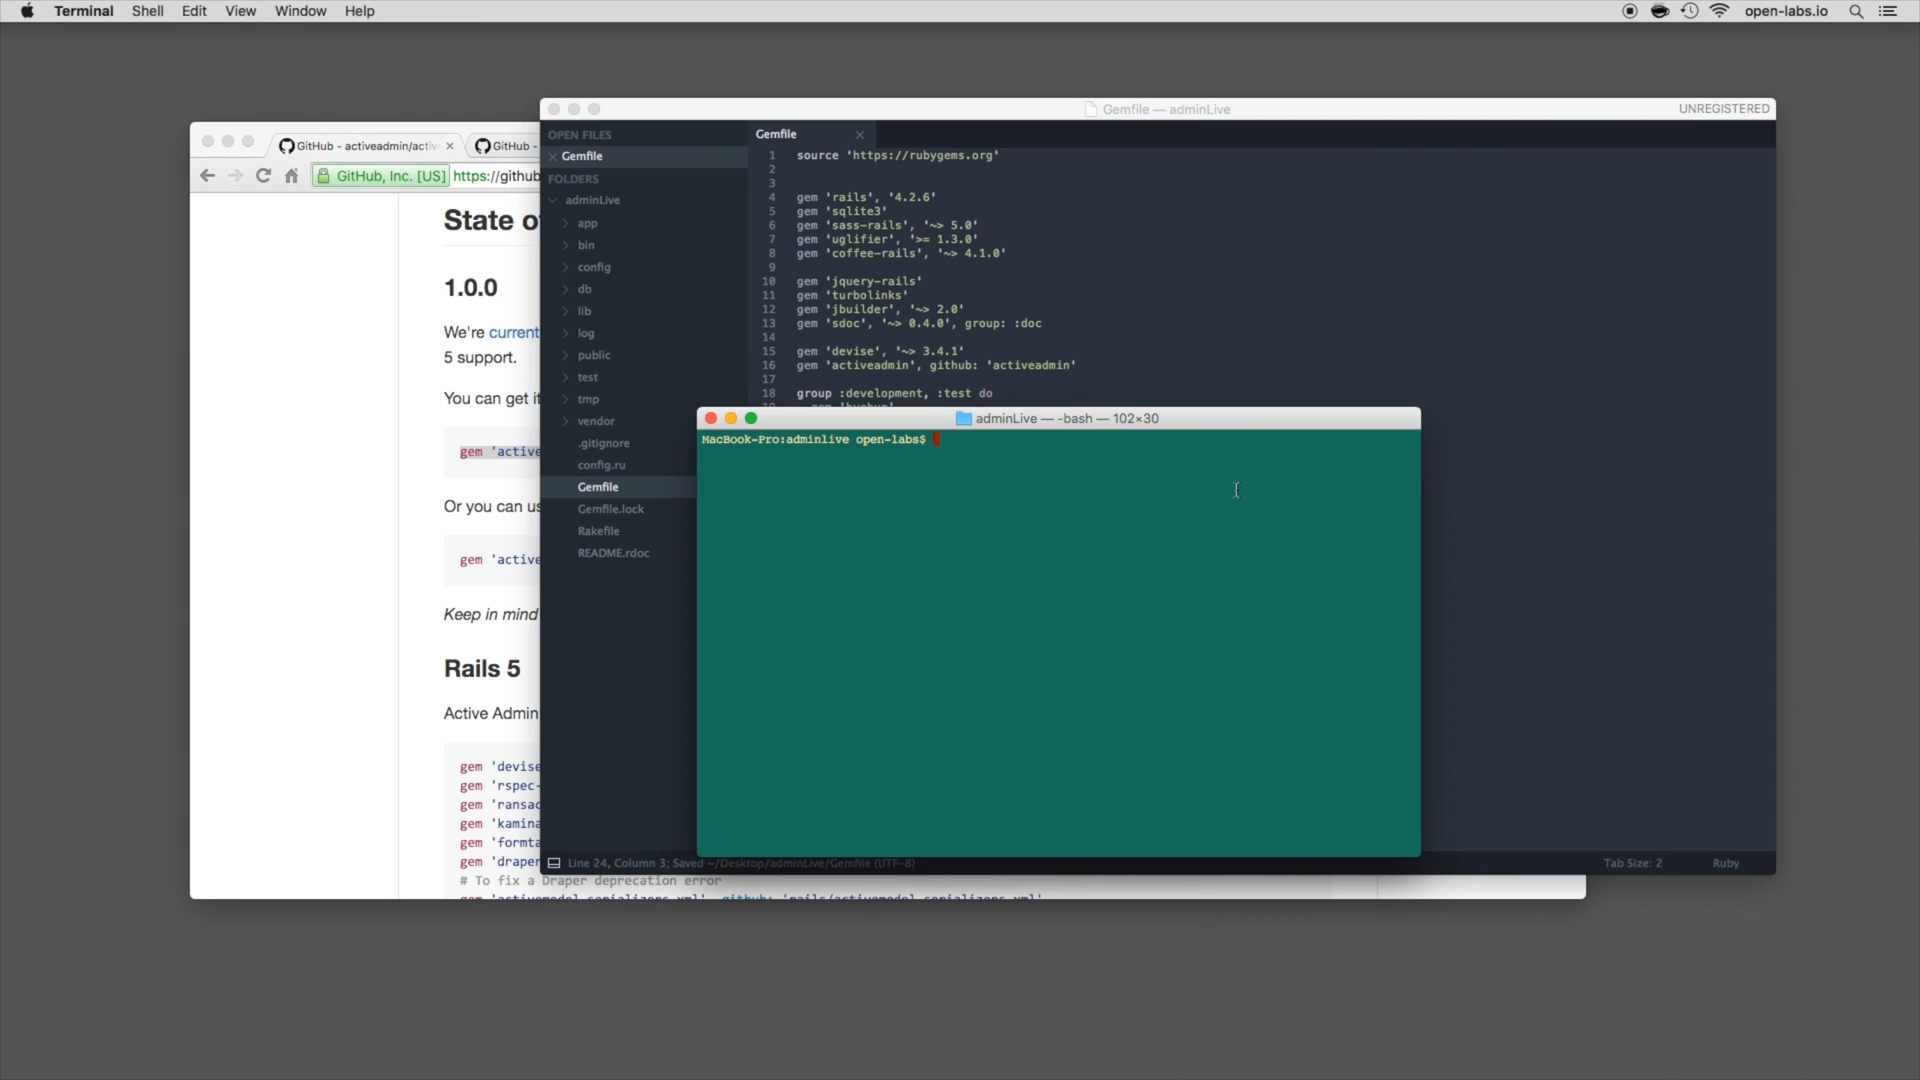 Terminal Shell Edit View Window Help
open-labs.io
Gemfile — adminLive
UNREGISTERED
GitHub - activeadmin/activ
GitHub -
GitHub, Inc. [US]
https://github
State o
1.0.0
We're current
5 support.
You can get it
gem 'active
Or you can us
gem 'active
Keep in mind
Rails 5
Active Admin
gem 'devise
gem 'rspec-
gem 'ransac
gem 'kamina
gem 'formta
gem 'draper
# To fix a Draper deprecation error
OPEN FILES
Gemfile
FOLDERS
adminLive
app
bin
config
db
lib
log
public
test
tmp
vendor
.gitignore
config.ru
Gemfile
Gemfile.lock
Rakefile
README.rdoc
Gemfile
1 source 'https://rubygems.org'
2
3
4 gem 'rails', '4.2.6'
5 gem 'sqlite3'
6 gem 'sass-rails', '~> 5.0'
7 gem 'uglifier', '>= 1.3.0'
8 gem 'coffee-rails', '~> 4.1.0'
9
10 gem 'jquery-rails'
11 gem 'turbolinks'
12 gem 'jbuilder', '~> 2.0'
13 gem 'sdoc', '~> 0.4.0', group: :doc
14
15 gem 'devise', '~> 3.4.1'
16 gem 'activeadmin', github: 'activeadmin'
17
18 group :development, :test do
adminLive — -bash — 102×30
MacBook-Pro:adminlive open-labs$
Line 24, Column 3; Saved ~/Desktop/adminLive/Gemfile (UTF-8)
Tab Size: 2
Ruby